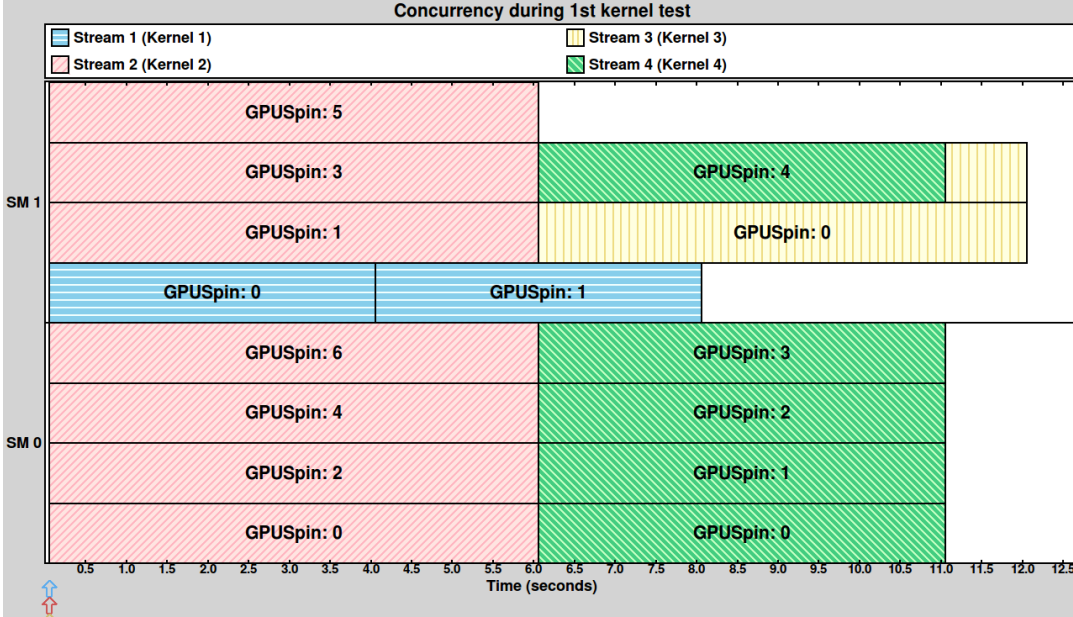 Concurrency during 1st kernel test
Stream 1 (Kernel 1)
Stream 3 (Kernel 3)
Stream 2 (Kernel 2)
Stream 4 (Kernel 4)
GPUSpin: 5
GPUSpin: 3
GPUSpin: 4
SM 1
GPUSpin: 1
GPUSpin: 0
GPUSpin: 0
GPUSpin: 1
GPUSpin: 6
GPUSpin: 3
GPUSpin: 4
GPUSpin: 2
SM 0
GPUSpin: 2
GPUSpin: 1
GPUSpin: 0
GPUSpin: 0
0.5 1.0 1.5 2.0 2.5 3.0 3.5 4.0 4.5 5.0 5.5 6.0 6.5 7.0 7.5 8.0 8.5 9.0 9.5 10.0 10.5 11.0 11.5 12.0 12.5
Time (seconds)